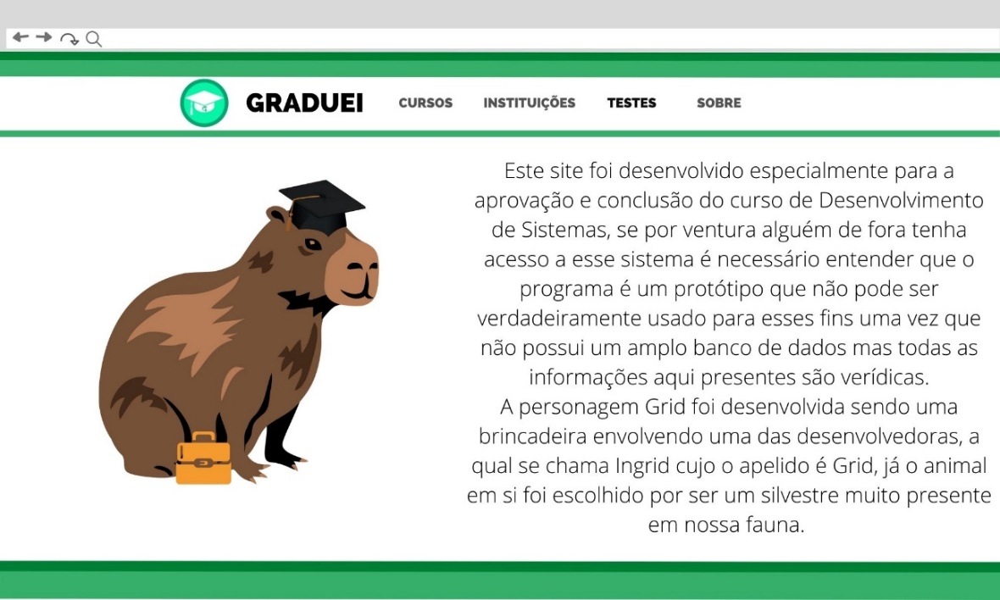 GRADUEI CURSOS INSTITUIÇÕES TESTES SOBRE
Este site foi desenvolvido especialmente para a
aprovação e conclusão do curso de Desenvolvimento
de Sistemas, se por ventura alguém de fora tenha
acesso a esse sistema é necessário entender que o
programa é um protótipo que não pode ser
verdadeiramente usado para esses fins uma vez que
não possui um amplo banco de dados mas todas as
informações aqui presentes são verídicas.
A personagem Grid foi desenvolvida sendo uma
brincadeira envolvendo uma das desenvolvedoras, a
qual se chama Ingrid cujo o apelido é Grid, já o animal
em si foi escolhido por ser um silvestre muito presente
em nossa fauna.